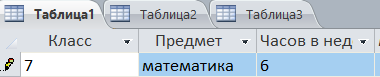 Таблица1 Таблица2 Таблица3
Класс Предмет Часов в нед
7 математика 6